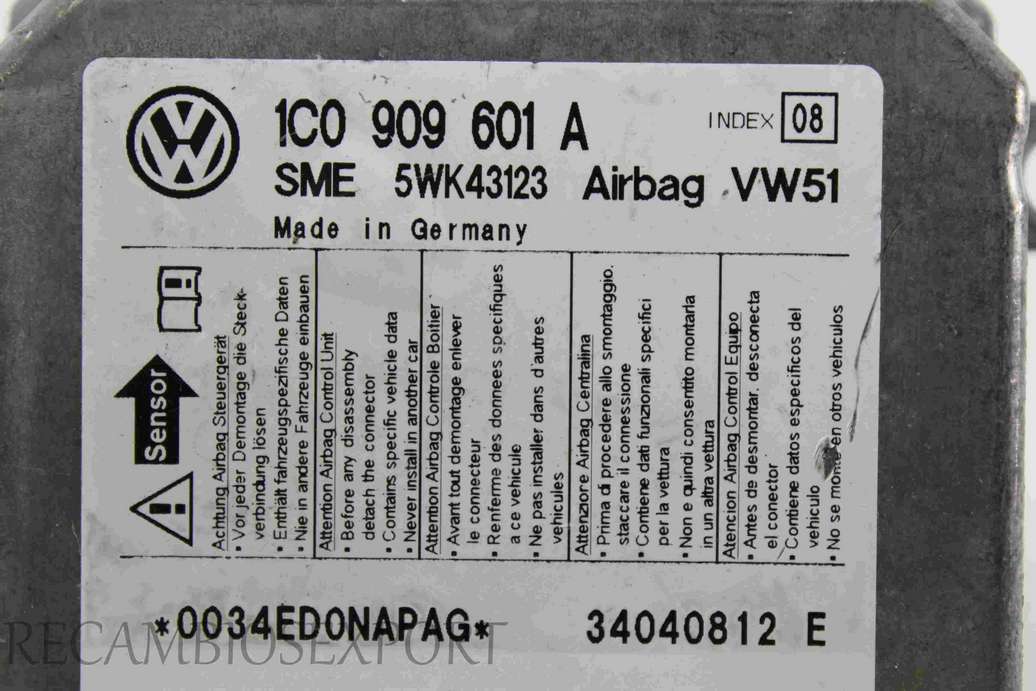 1C0 909 601 A
INDEX 08
SME 5WK43123 Airbag VW51
Made in Germany
Sensor
Achtung Airbag Steuergerät
• Vor jeder Demontage die Steck-
verbindung lösen
• Enthält fahrzeugspezifische Daten
• Nie in andere Fahrzeuge einbauen
Attention Airbag Control Unit
• Before any disassembly
detach the connector
• Contains specific vehicle data
• Never install in another car
Attention Airbag Controle Boitier
• Avant tout demontage enlever
le connecteur
• Renferme des donnees specifiques
a ce vehicule
• Ne pas installer dans d'autres
vehicules
Attenzione Airbag Centralina
• Prima di procedere allo smontaggio.
staccare il connessione
• Contiene dati funzionali specifici
per la vettura
• Non e quindi consentito montarla
in un altra vettura
Atencion Airbag Control Equipo
• Antes de desmontar. desconecta
el conector
• Contiene datos especificos del
vehiculo
• No se monte en otros vehiculos
*0034ED0NAPAG*
34040812 E
RECAMBIOSEXPORT